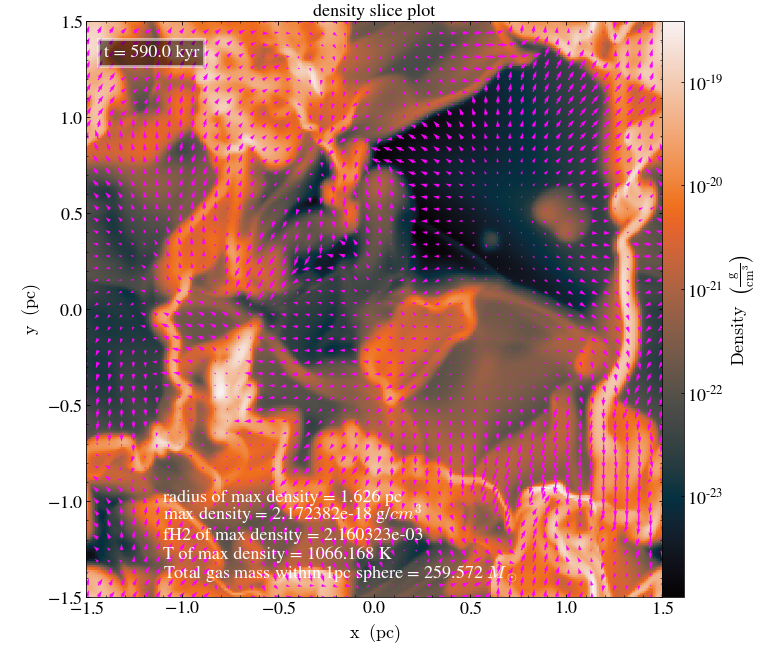 density slice plot
t = 590.0 kyr
1.5
1.0
0.5
0.0
−0.5
−1.0
−1.5
y (pc)
radius of max density = 1.626 pc
max density = 2.172382e-18 g/cm³
fH2 of max density = 2.160323e-03
T of max density = 1066.168 K
Total gas mass within 1pc sphere = 259.572 M☉
−1.5 −1.0 −0.5 0.0 0.5 1.0 1.5
x (pc)
10⁻¹⁹
10⁻²⁰
10⁻²¹
10⁻²²
10⁻²³
Density (g/cm³)